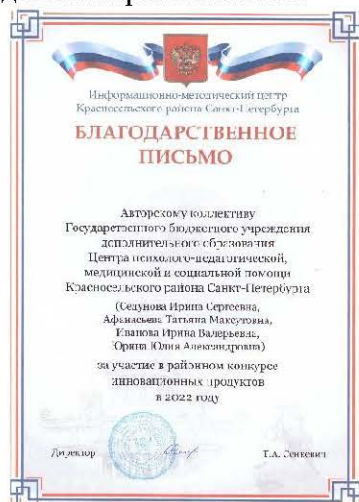 Информационно-методический центр
Красносельского района Санкт-Петербурга
БЛАГОДАРСТВЕННОЕ
ПИСЬМО
Авторскому коллективу
Государственного бюджетного учреждения
дополнительного образования
Центра психолого-педагогической,
медицинской и социальной помощи
Красносельского района Санкт-Петербурга
(Седунова Ирина Сергеевна,
Афанасьева Татьяна Максутовна,
Иванова Ирина Валерьевна,
Юрина Юлия Александровна)
за участие в районном конкурсе
инновационных продуктов
в 2022 году
Директор
Т.А. Сенкевич